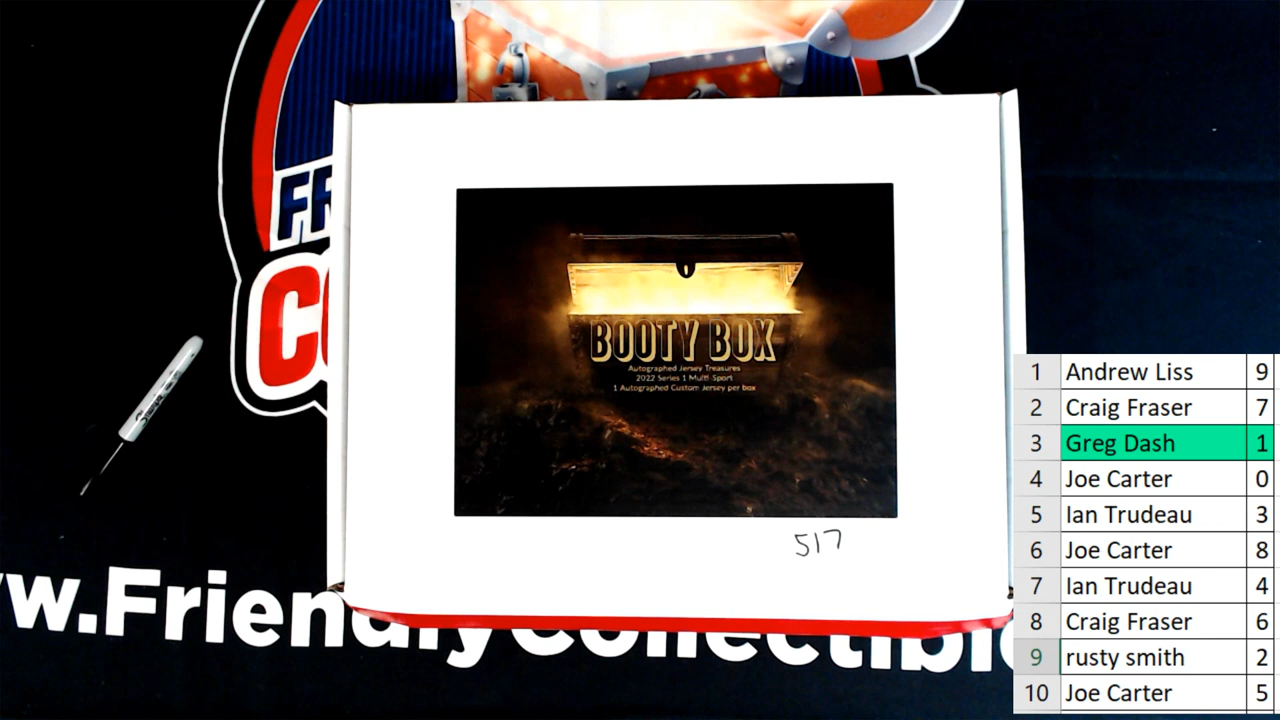 FR
CO
BOOTY BOX
Autographed Jersey Treasures
2022 Series 1 Multi-Sport
1 Autographed Custom Jersey per box
517
w.FriendlyCollectible
1 Andrew Liss 9
2 Craig Fraser 7
3 Greg Dash 1
4 Joe Carter 0
5 Ian Trudeau 3
6 Joe Carter 8
7 Ian Trudeau 4
8 Craig Fraser 6
9 rusty smith 2
10 Joe Carter 5